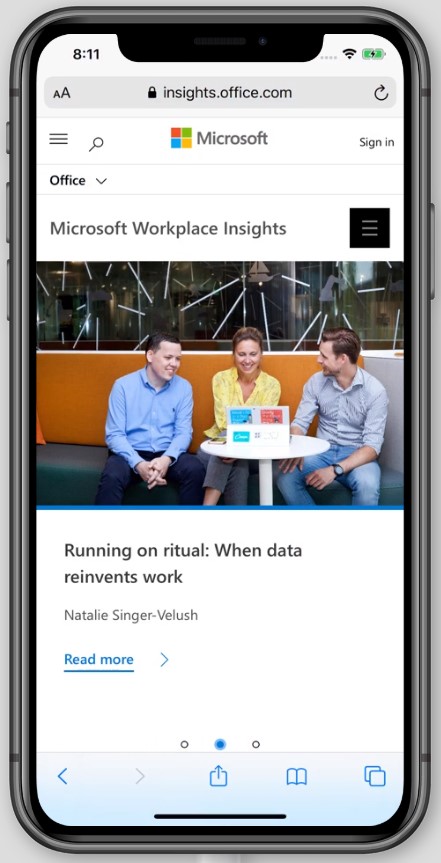 8:11
AA insights.office.com
Microsoft Sign in
Office
Microsoft Workplace Insights
Running on ritual: When data
reinvents work
Natalie Singer-Velush
Read more